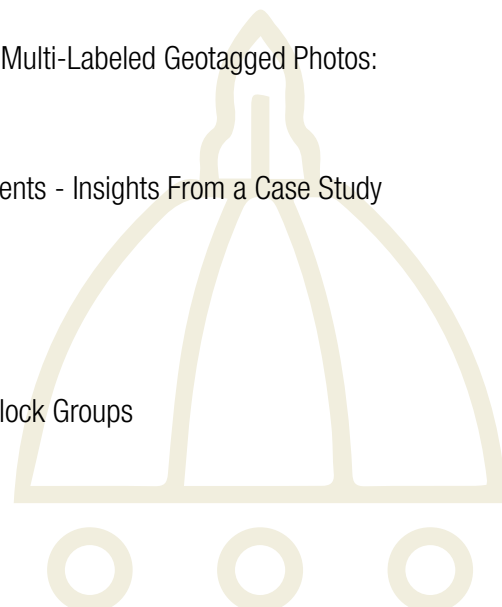 Multi-Labeled Geotagged Photos:
ents - Insights From a Case Study
lock Groups